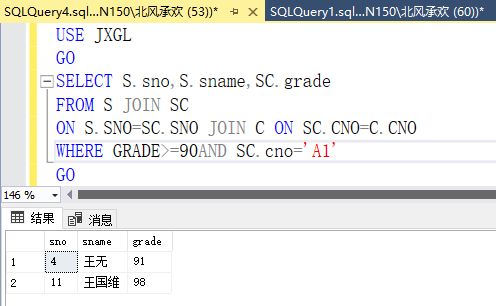 SQLQuery4.sql...N150\北风承欢 (53))* SQLQuery1.sql...N150\北风承欢 (60))*
USE JXGL
GO
SELECT S.sno,S.sname,SC.grade
FROM S JOIN SC
ON S.SNO=SC.SNO JOIN C ON SC.CNO=C.CNO
WHERE GRADE>=90AND SC.cno='A1'
GO
146 %
结果 消息
sno sname grade
1 4 王无 91
2 11 王国维 98